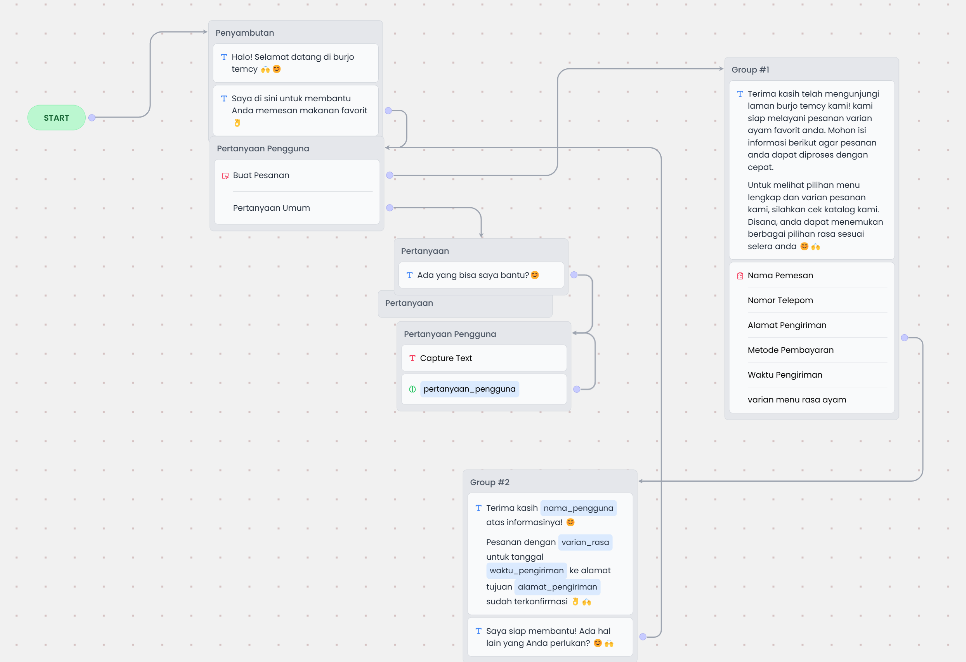 START
Penyambutan
Halo! Selamat datang di burjo
temcy 🙌 😊
Saya di sini untuk membantu
Anda memesan makanan favorit
👌
Pertanyaan Pengguna
Buat Pesanan
Pertanyaan Umum
Pertanyaan
Ada yang bisa saya bantu?😊
Pertanyaan
Pertanyaan Pengguna
Capture Text
pertanyaan_pengguna
Group #1
Terima kasih telah mengunjungi
laman burjo temcy kami! kami
siap melayani pesanan varian
ayam favorit anda. Mohon isi
informasi berikut agar pesanan
anda dapat diproses dengan
cepat.
Untuk melihat pilihan menu
lengkap dan varian pesanan
kami, silahkan cek katalog kami.
Disana, anda dapat menemukan
berbagai pilihan rasa sesuai
selera anda 😊 🙌
Nama Pemesan
Nomor Telepom
Alamat Pengiriman
Metode Pembayaran
Waktu Pengiriman
varian menu rasa ayam
Group #2
Terima kasih nama_pengguna
atas informasinya! 😊
Pesanan dengan varian_rasa
untuk tanggal
waktu_pengiriman ke alamat
tujuan alamat_pengiriman
sudah terkonfirmasi 👌 🙌
Saya siap membantu! Ada hal
lain yang Anda perlukan? 😊 🙌